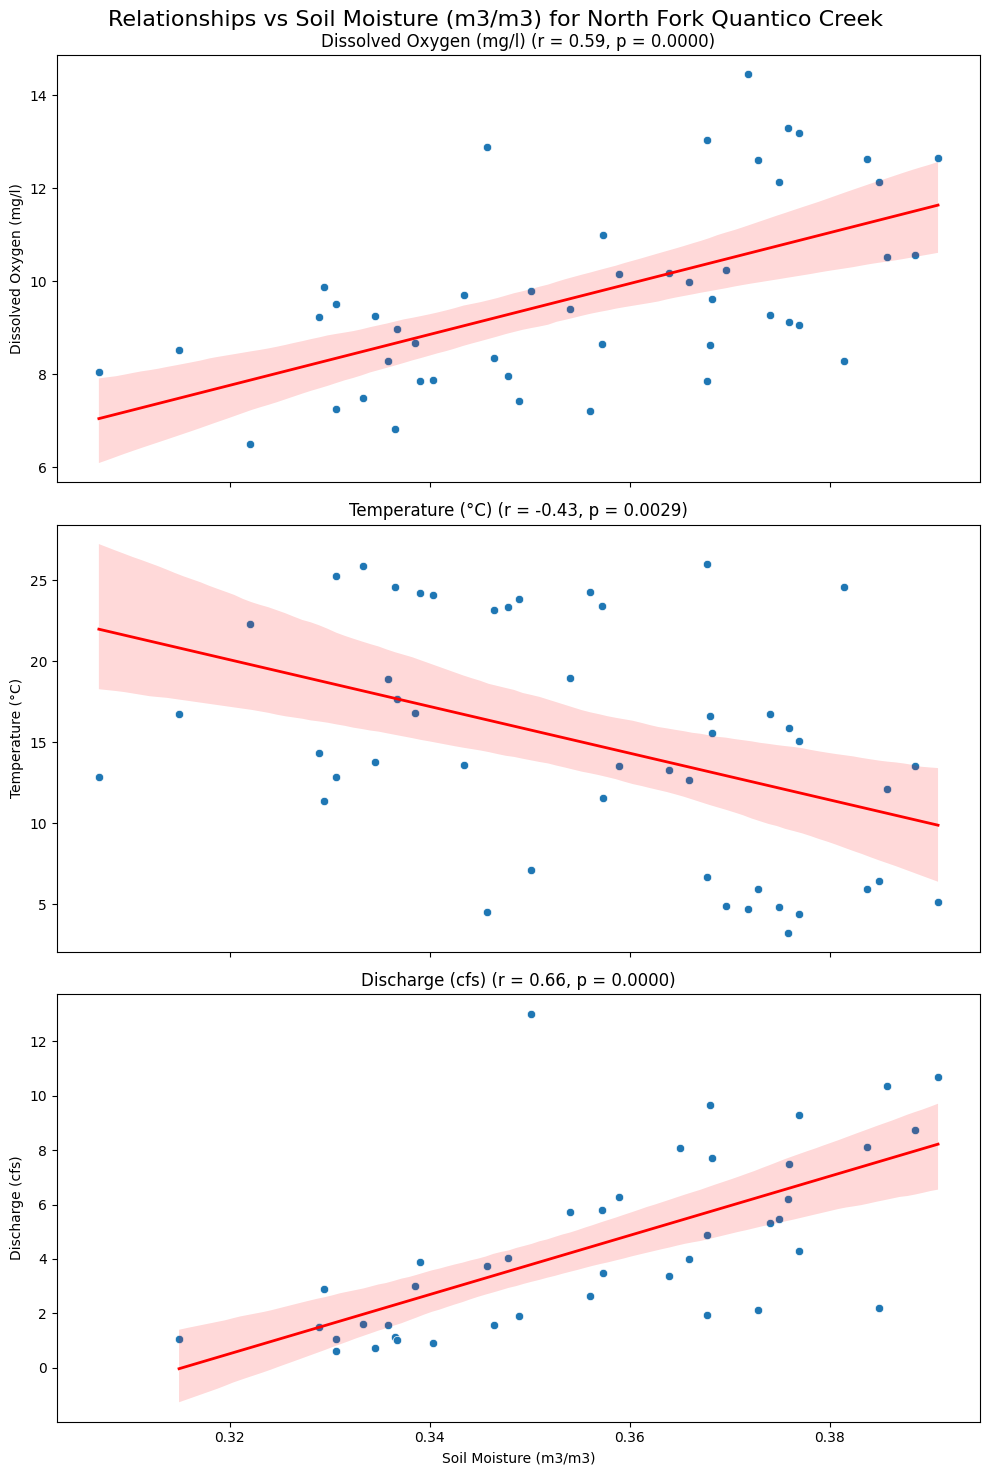 Relationships vs Soil Moisture (m3/m3) for North Fork Quantico Creek
Dissolved Oxygen (mg/l) (r = 0.59, p = 0.0000)
Dissolved Oxygen (mg/l)
14
12
10
8
6
Temperature (°C) (r = -0.43, p = 0.0029)
Temperature (°C)
25
20
15
10
5
Discharge (cfs) (r = 0.66, p = 0.0000)
Discharge (cfs)
12
10
8
6
4
2
0
0.32 0.34 0.36 0.38
Soil Moisture (m3/m3)